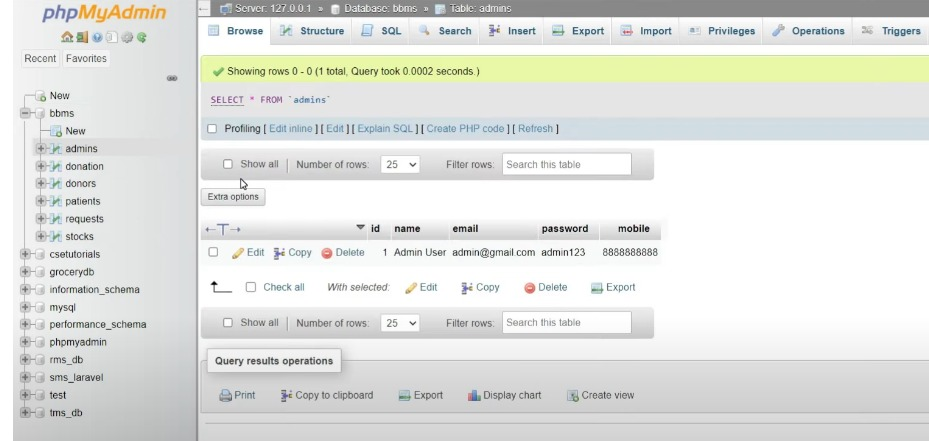 phpMyAdmin
Recent Favorites
New
bbms
New
admins
donation
donors
patients
requests
stocks
csetutorials
grocerydb
information_schema
mysql
performance_schema
phpmyadmin
rms_db
sms_laravel
test
tms_db
Server: 127.0.0.1 » Database: bbms » Table: admins
Browse Structure SQL Search Insert Export Import Privileges Operations Triggers
Showing rows 0 - 0 (1 total, Query took 0.0002 seconds.)
SELECT * FROM `admins`
Profiling [ Edit inline ] [ Edit ] [ Explain SQL ] [ Create PHP code ] [ Refresh ]
Show all Number of rows: 25 Filter rows: Search this table
Extra options
id name email password mobile
Edit Copy Delete 1 Admin User admin@gmail.com admin123 8888888888
Check all With selected: Edit Copy Delete Export
Show all Number of rows: 25 Filter rows: Search this table
Query results operations
Print Copy to clipboard Export Display chart Create view